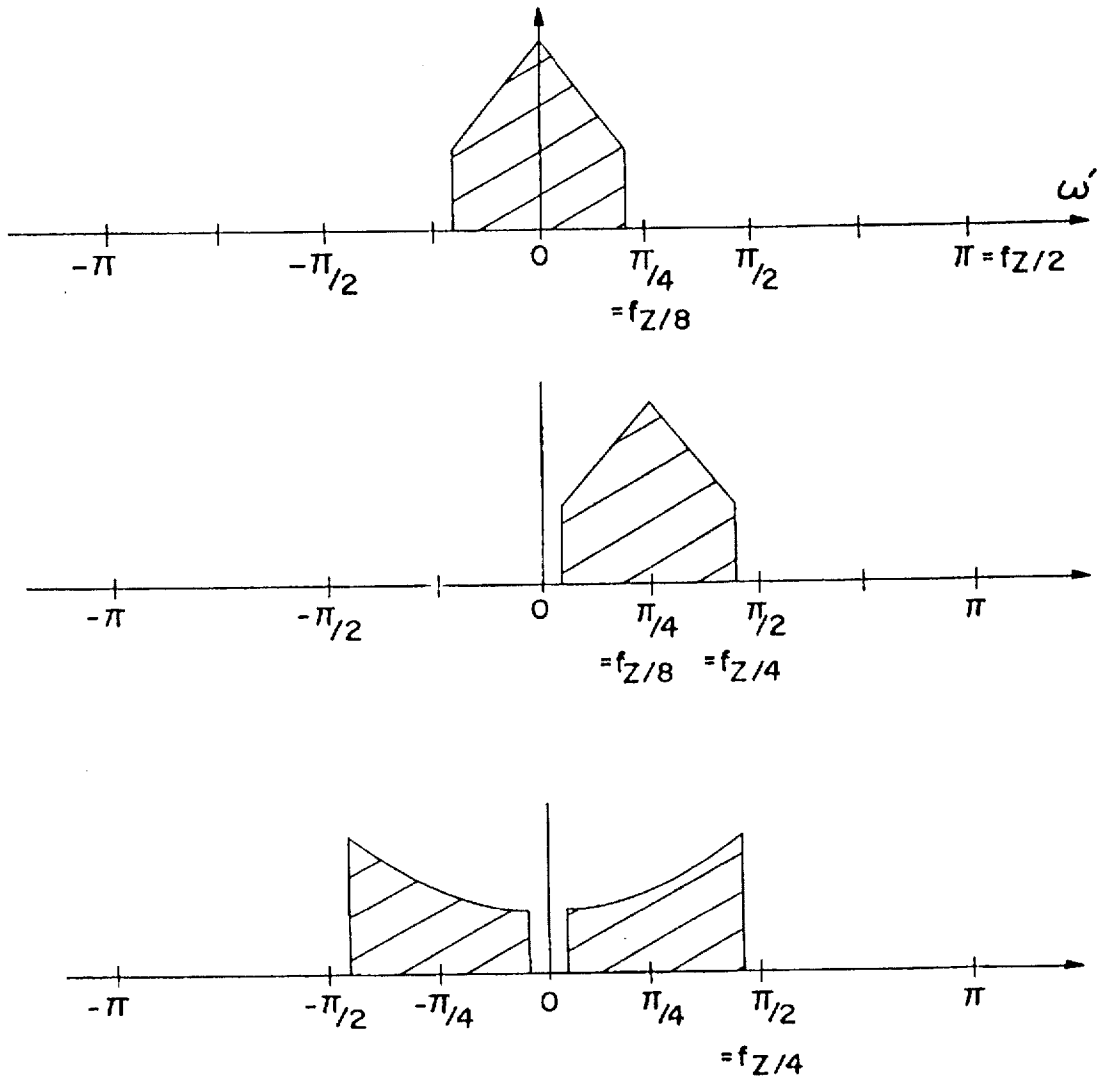 ω'
-π -π/2 0 π/4 π/2 π = fZ/2
= fZ/8
-π -π/2 0 π/4 π/2 π
= fZ/8 = fZ/4
-π -π/2 -π/4 0 π/4 π/2 π
= fZ/4